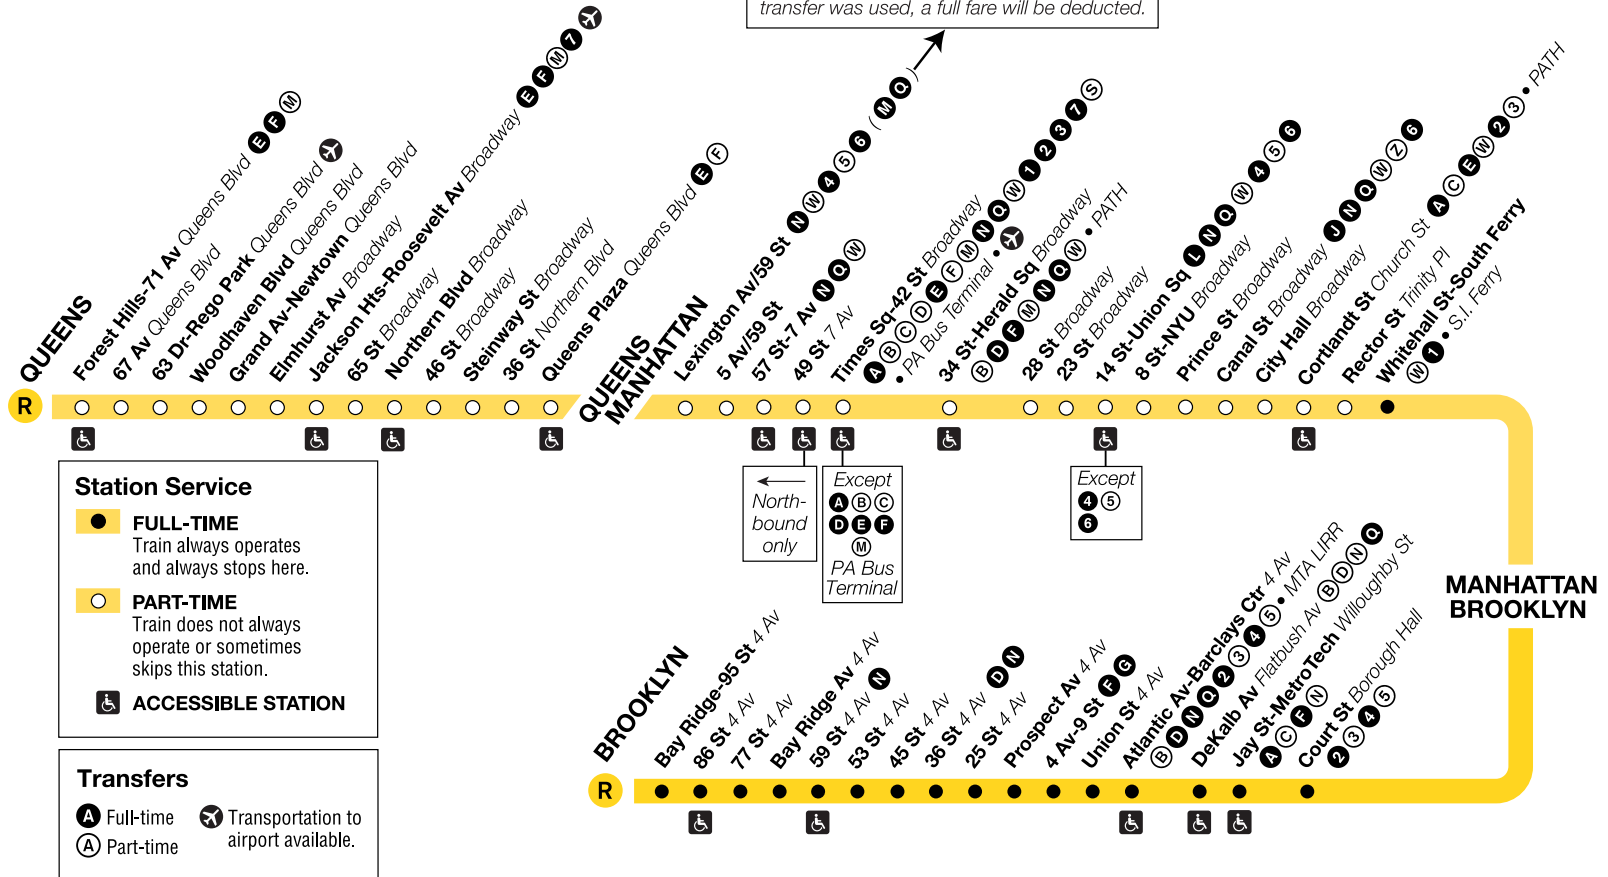 transfer was used, a full fare will be deducted.
QUEENS
Forest Hills-71 Av Queens Blvd E F M
67 Av Queens Blvd
63 Dr-Rego Park Queens Blvd
Woodhaven Blvd Queens Blvd
Grand Av-Newtown Queens Blvd
Elmhurst Av Broadway
Jackson Hts-Roosevelt Av Broadway E F M 7
65 St Broadway
Northern Blvd Broadway
46 St Broadway
Steinway St Broadway
36 St Northern Blvd
Queens Plaza Queens Blvd E F
QUEENS
MANHATTAN
Lexington Av/59 St N W 4 5 6 (M Q)
5 Av/59 St
57 St-7 Av N Q W
49 St 7 Av
Times Sq-42 St Broadway
A B C D E F M N Q W 1 2 3 7 S
• PA Bus Terminal •
34 St-Herald Sq Broadway
B D F M N Q W • PATH
28 St Broadway
23 St Broadway
14 St-Union Sq L N Q W 4 5 6
8 St-NYU Broadway
Prince St Broadway
Canal St Broadway J N Q W Z 6
City Hall Broadway
Cortlandt St Church St A C E W 2 3 • PATH
Rector St Trinity Pl
Whitehall St-South Ferry
W 1 • S.I. Ferry
R
North-
bound
only
Except
A B C
D E F
M
PA Bus
Terminal
Except
4 5
6
MANHATTAN
BROOKLYN
Station Service
FULL-TIME
Train always operates
and always stops here.
PART-TIME
Train does not always
operate or sometimes
skips this station.
ACCESSIBLE STATION
Transfers
A Full-time
A Part-time
Transportation to
airport available.
BROOKLYN
Bay Ridge-95 St 4 Av
86 St 4 Av
77 St 4 Av
Bay Ridge Av 4 Av
59 St 4 Av N
53 St 4 Av
45 St 4 Av
36 St 4 Av D N
25 St 4 Av
Prospect Av 4 Av
4 Av-9 St F G
Union St 4 Av
Atlantic Av-Barclays Ctr 4 Av
B D N Q 2 3 4 5 • MTA LIRR
DeKalb Av Flatbush Av B D N Q
Jay St-MetroTech Willoughby St
A C F N
Court St Borough Hall
2 3 4 5
R